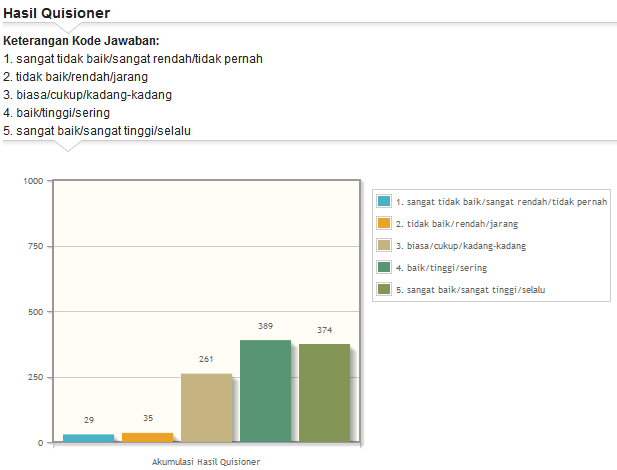 Hasil Quisioner
Keterangan Kode Jawaban:
1. sangat tidak baik/sangat rendah/tidak pernah
2. tidak baik/rendah/jarang
3. biasa/cukup/kadang-kadang
4. baik/tinggi/sering
5. sangat baik/sangat tinggi/selalu
1000
750
500
250
0
29
35
261
389
374
Akumulasi Hasil Quisioner
1. sangat tidak baik/sangat rendah/tidak pernah
2. tidak baik/rendah/jarang
3. biasa/cukup/kadang-kadang
4. baik/tinggi/sering
5. sangat baik/sangat tinggi/selalu